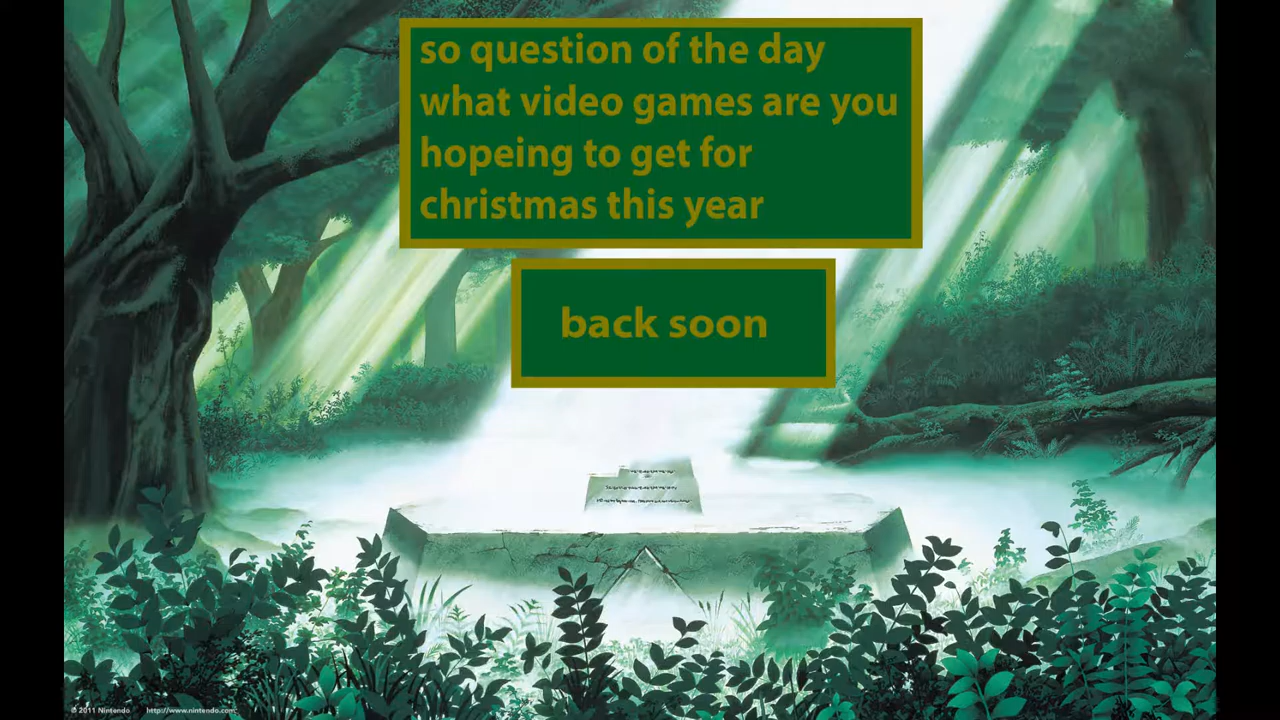 so question of the day
what video games are you
hopeing to get for
christmas this year
back soon
© 2011 Nintendo http://www.nintendo.com